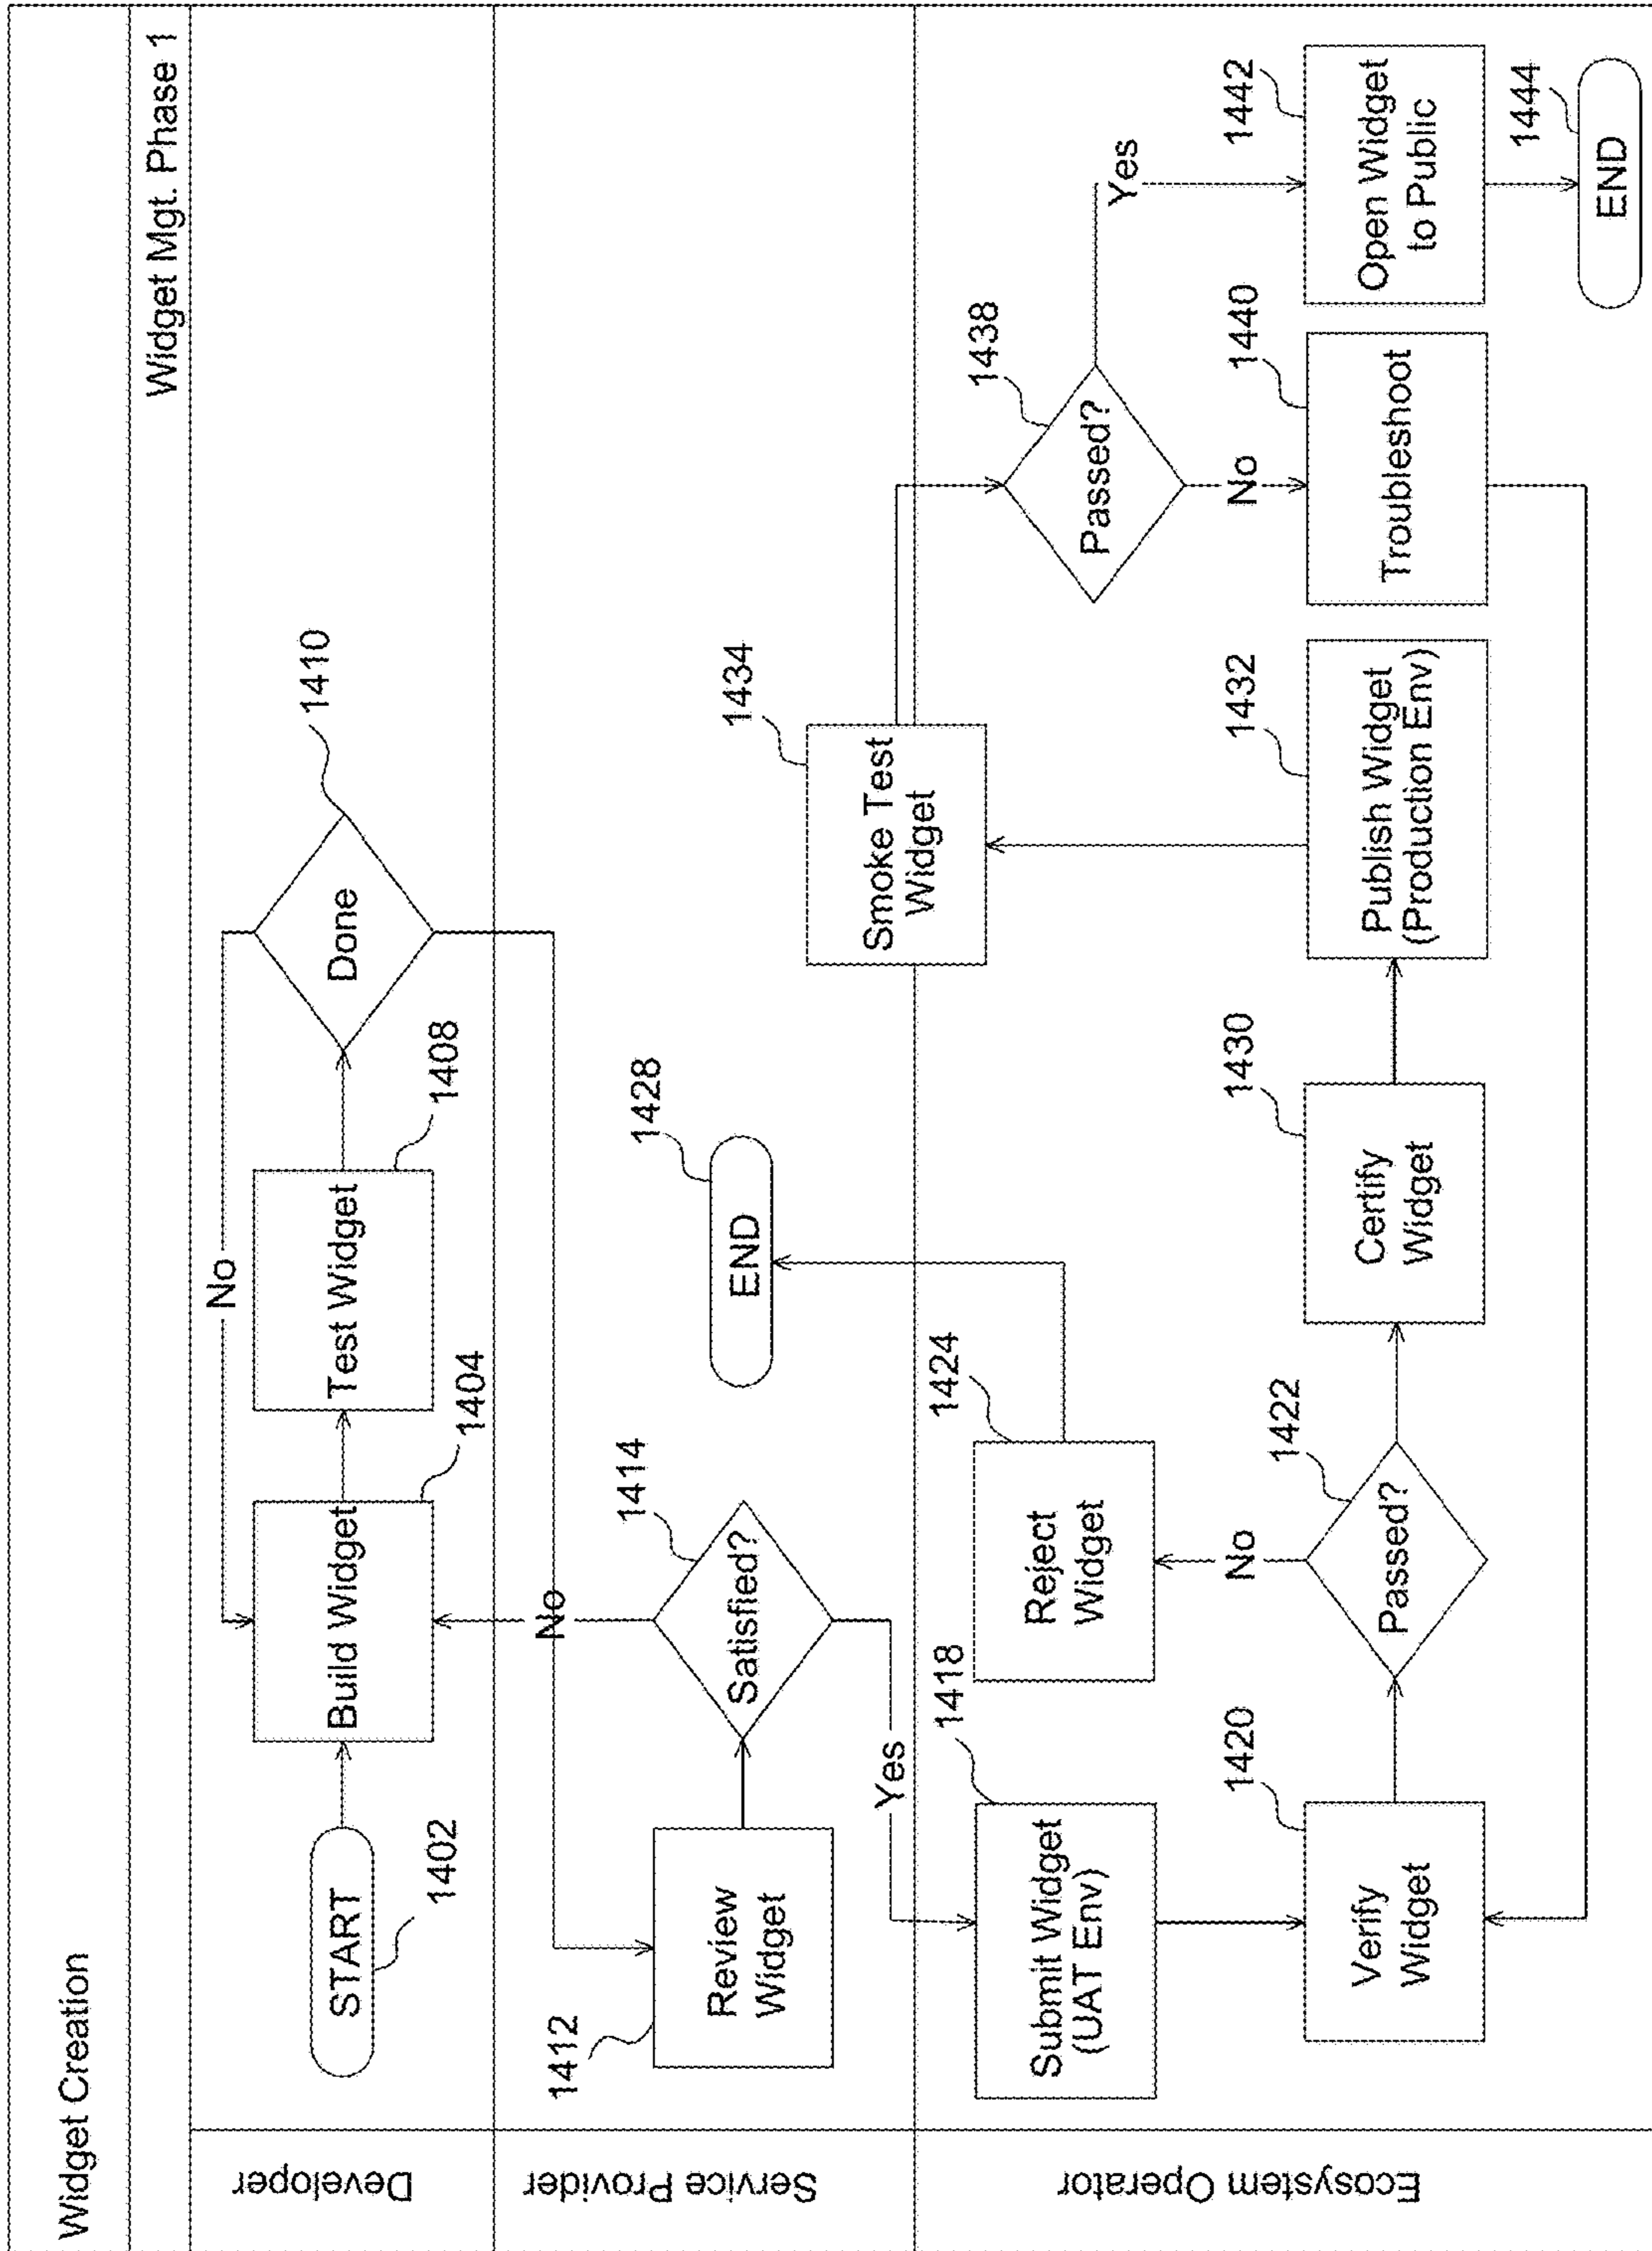 Widget Creation
Widget Mgt. Phase 1
Developer
START
1402
Build Widget
1404
Test Widget
1408
Done
1410
No
Service Provider
1412
Review
Widget
Satisfied?
1414
No
Yes
END
1428
Smoke Test
Widget
1434
Ecosystem Operator
Submit Widget
(UAT Env)
1418
Reject
Widget
1424
Verify
Widget
1420
Passed?
1422
No
Certify
Widget
1430
Publish Widget
(Production Env)
1432
Passed?
1438
No
Yes
Troubleshoot
1440
Open Widget
to Public
1442
END
1444